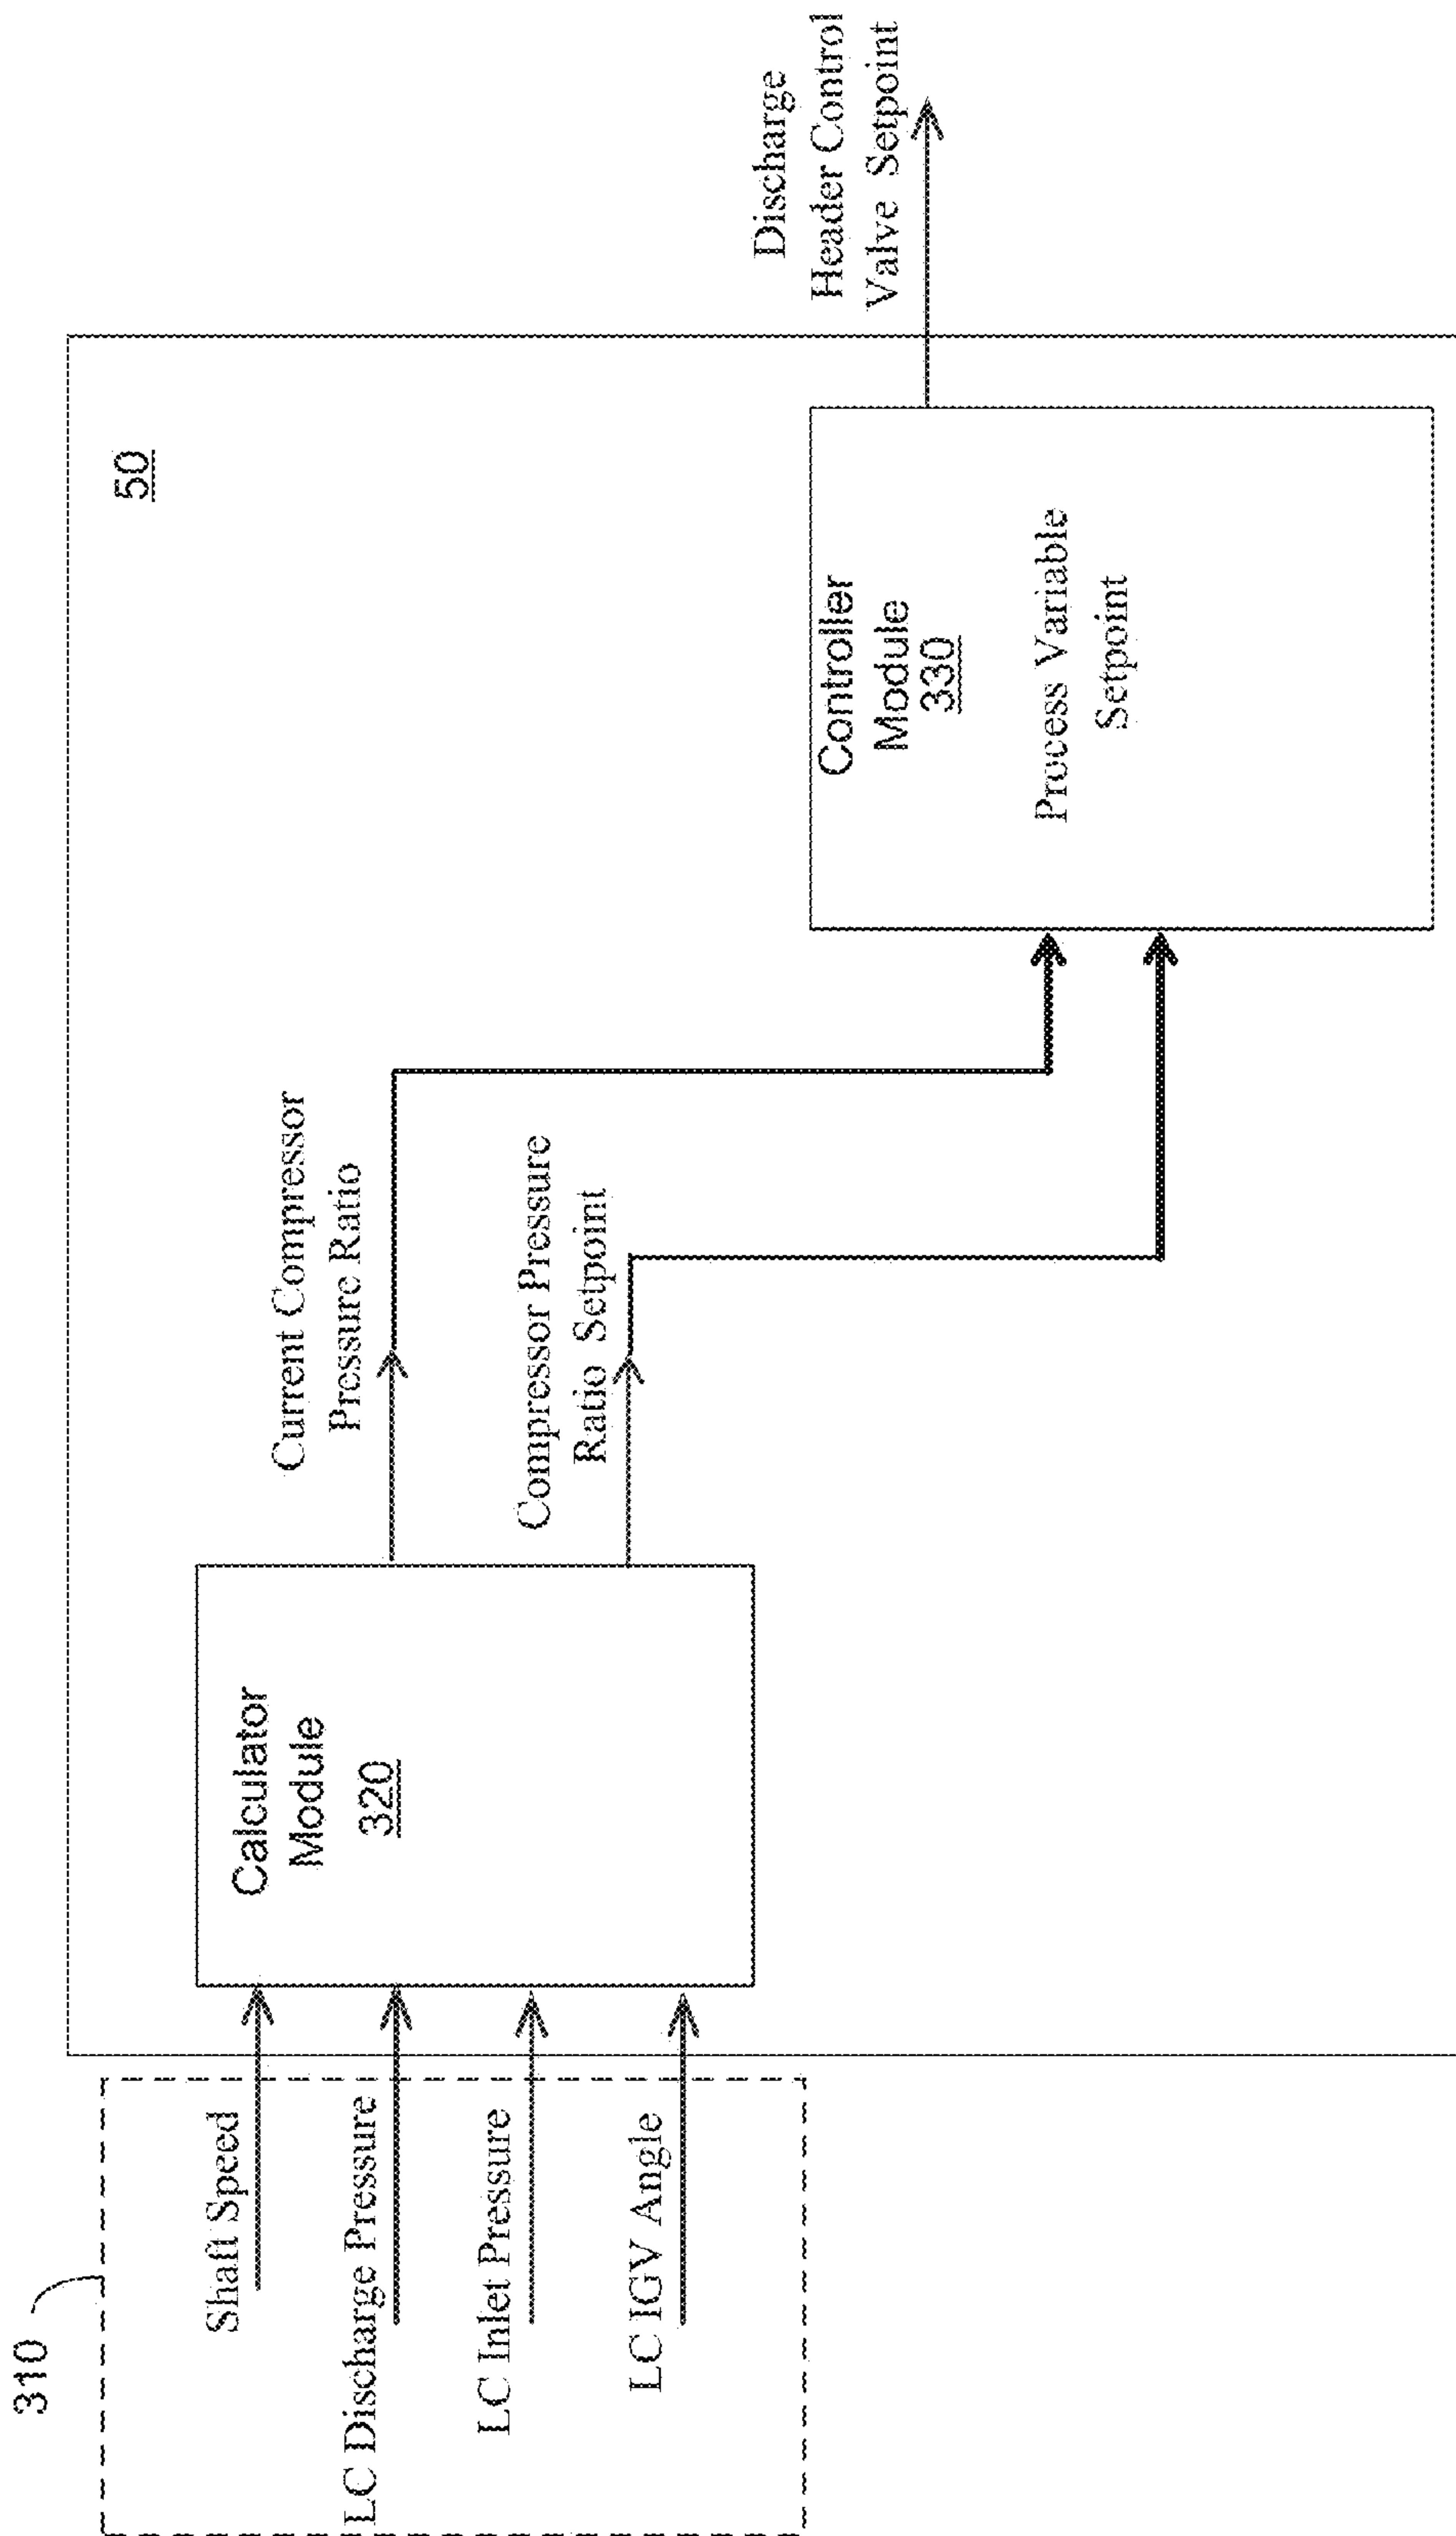 310
Shaft Speed
LC Discharge Pressure
LC Inlet Pressure
LC IGV Angle
50
Calculator
Module
320
Current Compressor
Pressure Ratio
Compressor Pressure
Ratio Setpoint
Controller
Module
330
Process Variable
Setpoint
Discharge
Header Control
Valve Setpoint